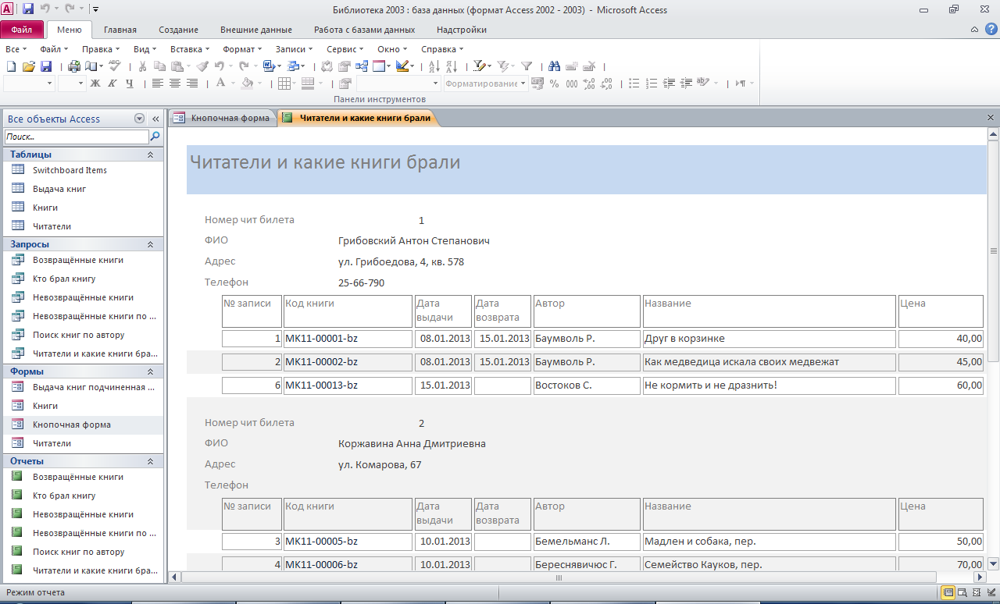 Библиотека 2003 : база данных (формат Access 2002 - 2003) - Microsoft Access
Файл Меню Главная Создание Внешние данные Работа с базами данных Надстройки
Все Файл Правка Вид Вставка Формат Записи Сервис Окно Справка
Ж К Ч Форматирование % 000
Панели инструментов
Все объекты Access
Поиск...
Таблицы
Switchboard Items
Выдача книг
Книги
Читатели
Запросы
Возвращённые книги
Кто брал книгу
Невозвращённые книги
Невозвращённые книги по ...
Поиск книг по автору
Читатели и какие книги бра...
Формы
Выдача книг подчиненная ...
Книги
Кнопочная форма
Читатели
Отчеты
Возвращённые книги
Кто брал книгу
Невозвращённые книги
Невозвращённые книги по ...
Поиск книг по автору
Читатели и какие книги бра...
Кнопочная форма Читатели и какие книги брали
Читатели и какие книги брали
Номер чит билета 1
ФИО Грибовский Антон Степанович
Адрес ул. Грибоедова, 4, кв. 578
Телефон 25-66-790
№ записи Код книги Дата выдачи Дата возврата Автор Название Цена
1 МК11-00001-bz 08.01.2013 15.01.2013 Баумволь Р. Друг в корзинке 40,00
2 МК11-00002-bz 08.01.2013 15.01.2013 Баумволь Р. Как медведица искала своих медвежат 45,00
6 МК11-00013-bz 15.01.2013 Востоков С. Не кормить и не дразнить! 60,00
Номер чит билета 2
ФИО Коржавина Анна Дмитриевна
Адрес ул. Комарова, 67
Телефон
№ записи Код книги Дата выдачи Дата возврата Автор Название Цена
3 МК11-00005-bz 10.01.2013 Бемельманс Л. Мадлен и собака, пер. 50,00
4 МК11-00006-bz 10.01.2013 Береснявичюс Г. Семейство Кауков, пер. 70,00
Режим отчета